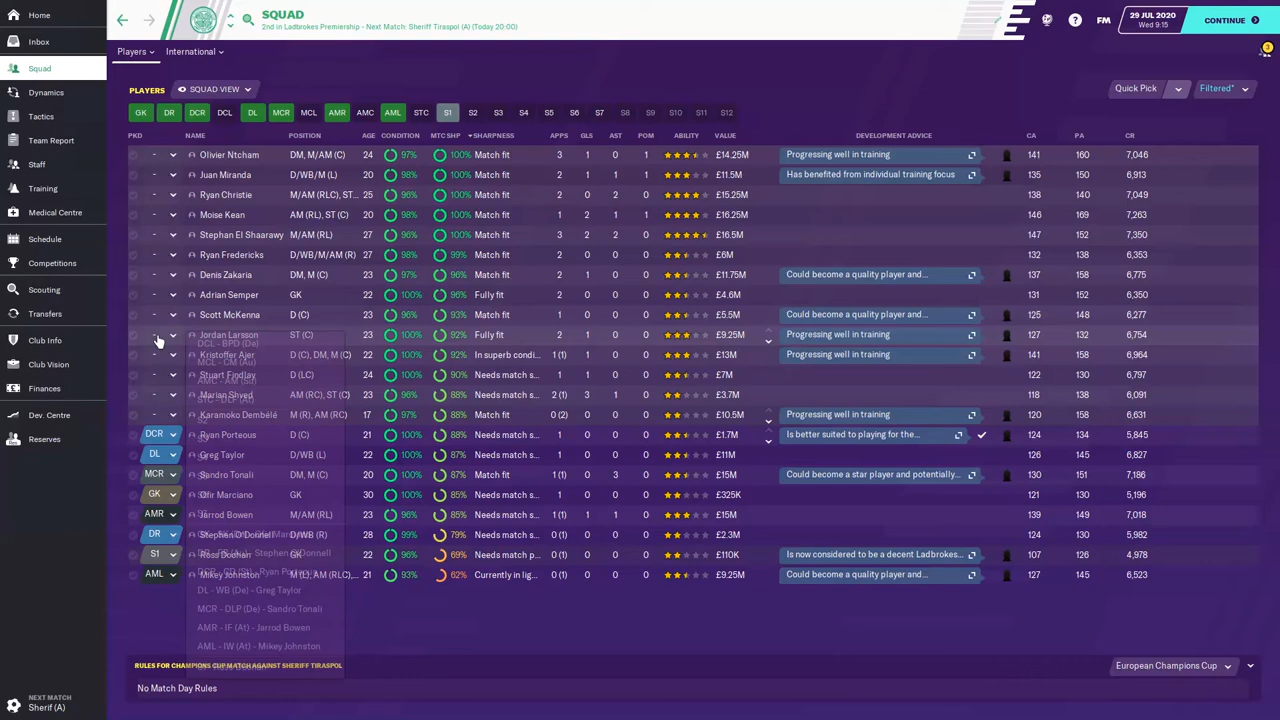 Home
SQUAD
2nd in Ladbrokes Premiership - Next Match: Sheriff Tiraspol (A) (Today 20:00)
FM
29 JUL 2020
Wed 9:15
CONTINUE
3
Inbox
Squad
Dynamics
Tactics
Team Report
Staff
Training
Medical Centre
Schedule
Competitions
Scouting
Transfers
Club Info
Club Vision
Finances
Dev. Centre
Reserves
NEXT MATCH
Sherif (A)
Players
International
PLAYERS
SQUAD VIEW
Quick Pick
Filtered*
GK DR DCR DCL DL MCR MCL AMR AMC AML STC S1 S2 S3 S4 S5 S6 S7 S8 S9 S10 S11 S12
PKD NAME POSITION AGE CONDITION MTC SHP SHARPNESS APPS GLS AST POM ABILITY VALUE DEVELOPMENT ADVICE CA PA CR
- Olivier Ntcham DM, M/AM (C) 24 97% 100% Match fit 3 1 0 1 £14.25M Progressing well in training 141 160 7,046
- Juan Miranda D/WB/M (L) 20 98% 100% Match fit 2 1 1 1 £11.5M Has benefited from individual training focus 135 150 6,913
- Ryan Christie M/AM (RLC), ST... 25 96% 100% Match fit 2 0 2 0 £15.25M 138 140 7,049
- Moise Kean AM (RL), ST (C) 20 98% 100% Match fit 1 2 1 1 £16.25M 146 169 7,263
- Stephan El Shaarawy M/AM (RL) 27 96% 100% Match fit 3 2 2 0 £16.5M 147 152 7,350
- Ryan Fredericks D/WB/M/AM (R) 27 98% 99% Match fit 2 0 0 0 £6M 132 138 6,353
- Denis Zakaria DM, M (C) 23 97% 96% Match fit 2 1 0 0 £11.75M Could become a quality player and... 137 158 6,775
- Adrian Semper GK 22 100% 96% Fully fit 2 0 0 0 £4.6M 131 152 6,350
- Scott McKenna D (C) 23 96% 93% Match fit 2 0 1 0 £5.5M Could become a quality player and... 125 148 6,277
- Jordan Larsson ST (C) 23 100% 92% Fully fit 2 1 0 0 £9.25M Progressing well in training 127 132 6,754
- Kristoffer Ajer D (C), DM, M (C) 22 100% 92% In superb condi... 1 (1) 1 1 0 £13M Progressing well in training 141 158 6,964
- Stuart Findlay D (LC) 24 100% 90% Needs match s... 1 0 0 0 £7M 122 130 6,797
- Marian Shved AM (RC), ST (C) 23 96% 88% Needs match s... 2 (1) 3 1 0 £3.7M 118 138 6,091
- Karamoko Dembélé M (R), AM (RC) 17 97% 88% Match fit 0 (2) 1 0 0 £10.5M Progressing well in training 120 158 6,631
DCR Ryan Porteous D (C) 21 100% 88% Needs match s... 1 0 0 0 £1.7M Is better suited to playing for the... 124 134 5,845
DL Greg Taylor D/WB (L) 22 100% 87% Needs match s... 1 0 0 0 £11M 126 145 6,827
MCR Sandro Tonali DM, M (C) 20 100% 87% Match fit 1 (1) 0 3 0 £15M Could become a star player and potentially... 130 151 7,186
GK Ofir Marciano GK 30 100% 85% Needs match s... 1 0 0 0 £325K 121 130 5,196
AMR Jarrod Bowen M/AM (RL) 23 96% 85% Needs match s... 1 (1) 1 0 0 £15M 139 149 7,018
DR Stephen O'Donnell D/WB (R) 28 99% 79% Needs match s... 0 (1) 0 0 0 £2.3M 124 130 5,982
S1 Ross Doohan GK 22 96% 69% Needs match p... 0 (1) 0 0 0 £110K Is now considered to be a decent Ladbrokes... 107 126 4,978
AML Mikey Johnston M (L), AM (RLC),... 21 93% 62% Currently in lig... 0 (1) 0 0 0 £9.25M Could become a quality player and... 127 145 6,523
DCL - BPD (De)
MCL - CM (Au)
DL - WB (De) - Greg Taylor
MCR - DLP (De) - Sandro Tonali
AMR - IF (At) - Jarrod Bowen
AML - IW (At) - Mikey Johnston
RULES FOR CHAMPIONS CUP MATCH AGAINST SHERIFF TIRASPOL
European Champions Cup
No Match Day Rules